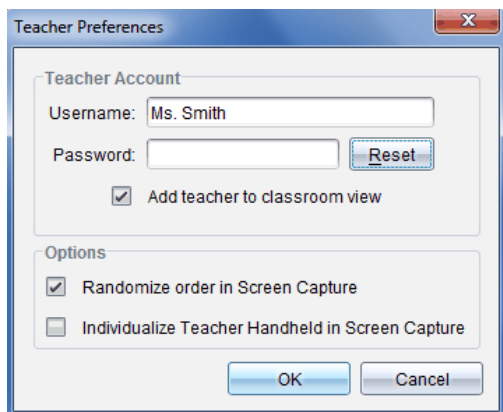 Teacher Preferences
Teacher Account
Username: Ms. Smith
Password: Reset
Add teacher to classroom view
Options
Randomize order in Screen Capture
Individualize Teacher Handheld in Screen Capture
OK Cancel